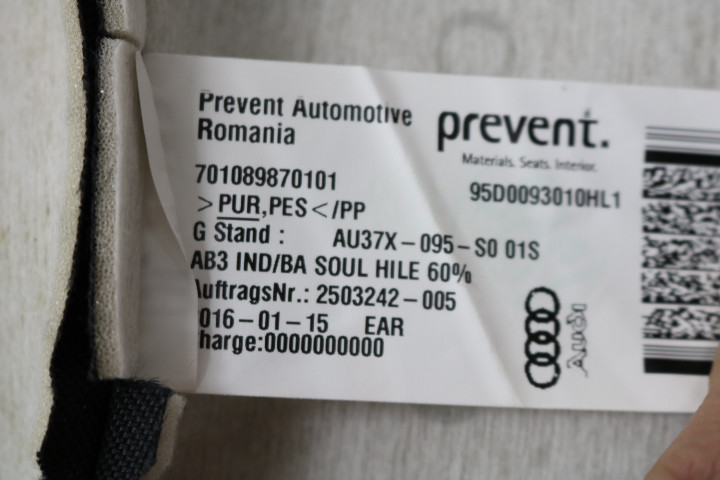 Prevent Automotive
Romania
prevent.
Materials. Seats. Interior.
701089870101
95D0093010HL1
>PUR,PES</PP
G Stand : AU37X-095-S0 01S
AB3 IND/BA SOUL HILE 60%
uftragsNr.: 2503242-005
016-01-15 EAR
harge:0000000000
Audi